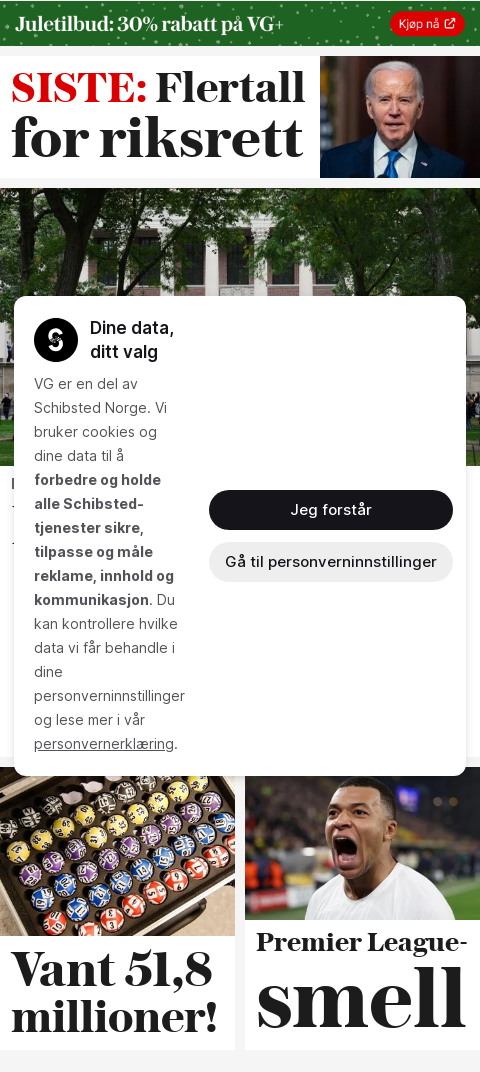 Juletilbud: 30% rabatt på VG+
Kjøp nå
SISTE: Flertall
for riksrett
Dine data,
ditt valg
VG er en del av
Schibsted Norge. Vi
bruker cookies og
dine data til å
forbedre og holde
alle Schibsted-
tjenester sikre,
tilpasse og måle
reklame, innhold og
kommunikasjon. Du
kan kontrollere hvilke
data vi får behandle i
dine
personverninnstillinger
og lese mer i vår
personvernerklæring.
Jeg forstår
Gå til personverninnstillinger
Vant 51,8
millioner!
Premier League-
smell